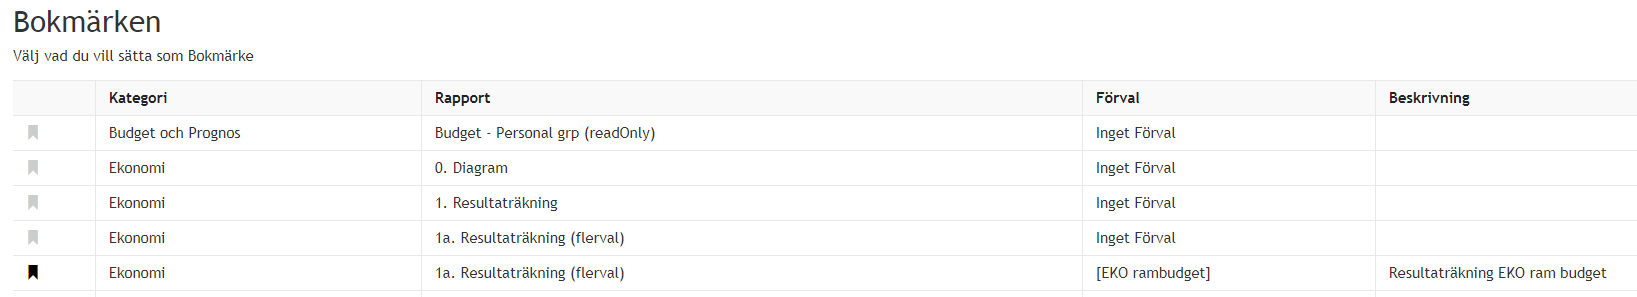 Bokmärken
Välj vad du vill sätta som Bokmärke
Kategori Rapport Förval Beskrivning
Budget och Prognos Budget - Personal grp (readOnly) Inget Förval
Ekonomi 0. Diagram Inget Förval
Ekonomi 1. Resultaträkning Inget Förval
Ekonomi 1a. Resultaträkning (flerval) Inget Förval
Ekonomi 1a. Resultaträkning (flerval) [EKO rambudget] Resultaträkning EKO ram budget